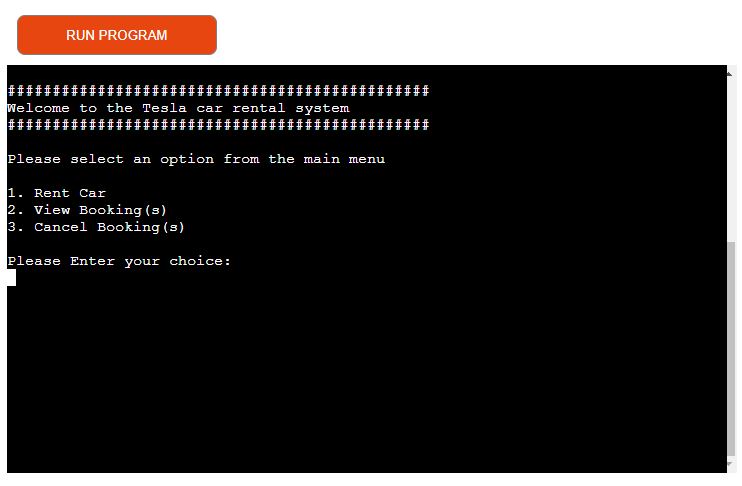 RUN PROGRAM
###############################################
Welcome to the Tesla car rental system
###############################################
Please select an option from the main menu
1. Rent Car
2. View Booking(s)
3. Cancel Booking(s)
Please Enter your choice: